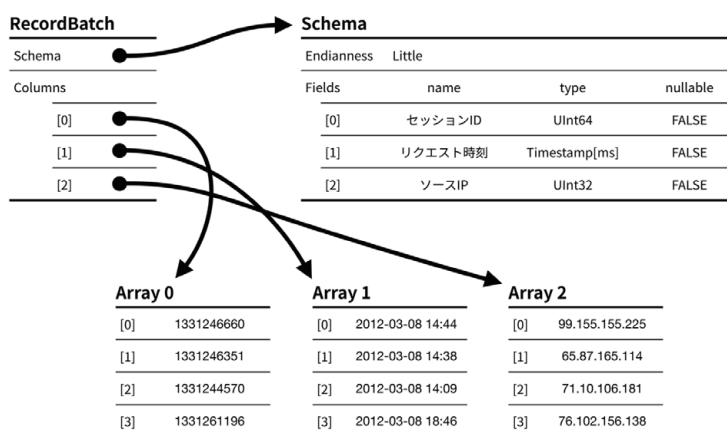 RecordBatch
Schema
Columns
[0]
[1]
[2]
Schema
Endianness Little
Fields name type nullable
[0] セッションID UInt64 FALSE
[1] リクエスト時刻 Timestamp[ms] FALSE
[2] ソースIP UInt32 FALSE
Array 0
[0] 1331246660
[1] 1331246351
[2] 1331244570
[3] 1331261196
Array 1
[0] 2012-03-08 14:44
[1] 2012-03-08 14:38
[2] 2012-03-08 14:09
[3] 2012-03-08 18:46
Array 2
[0] 99.155.155.225
[1] 65.87.165.114
[2] 71.10.106.181
[3] 76.102.156.138